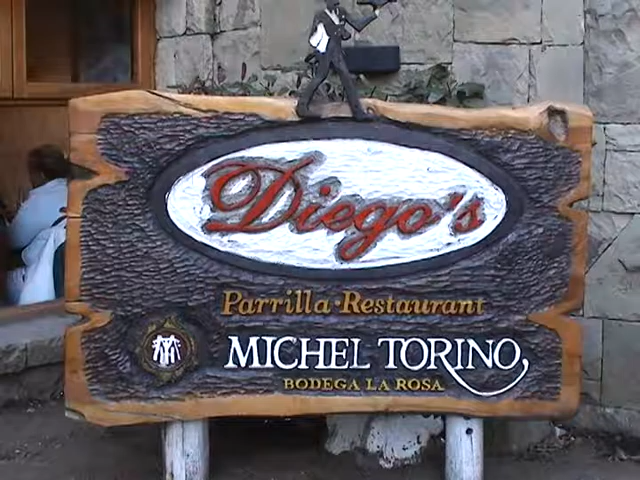 Diego's
Parrilla·Restaurant
MICHEL TORINO
BODEGA LA ROSA